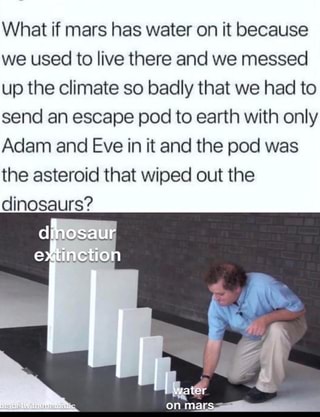 What if mars has water on it because
we used to live there and we messed
up the climate so badly that we had to
send an escape pod to earth with only
Adam and Eve in it and the pod was
the asteroid that wiped out the
dinosaurs?
dinosaur
extinction
water
on mars